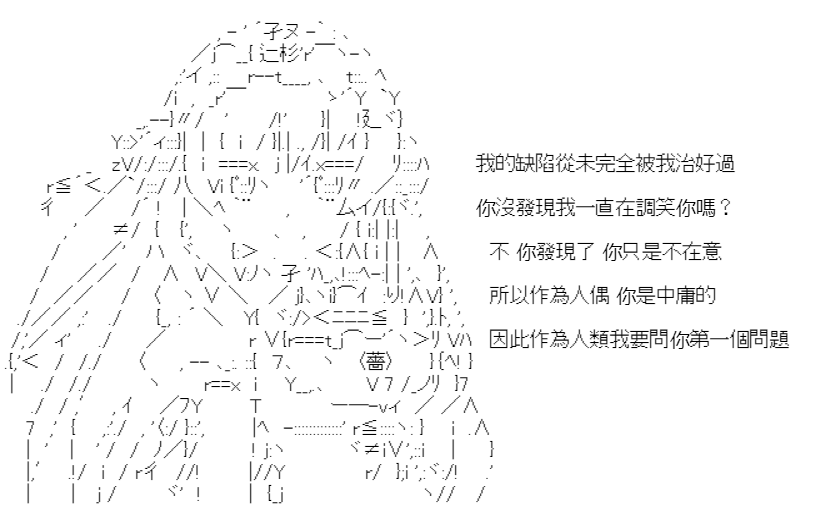 我的缺陷從未完全被我治好過
你沒發現我一直在調笑你嗎？
不 你發現了 你只是不在意
所以作為人偶 你是中庸的
因此作為人類我要問你第一個問題